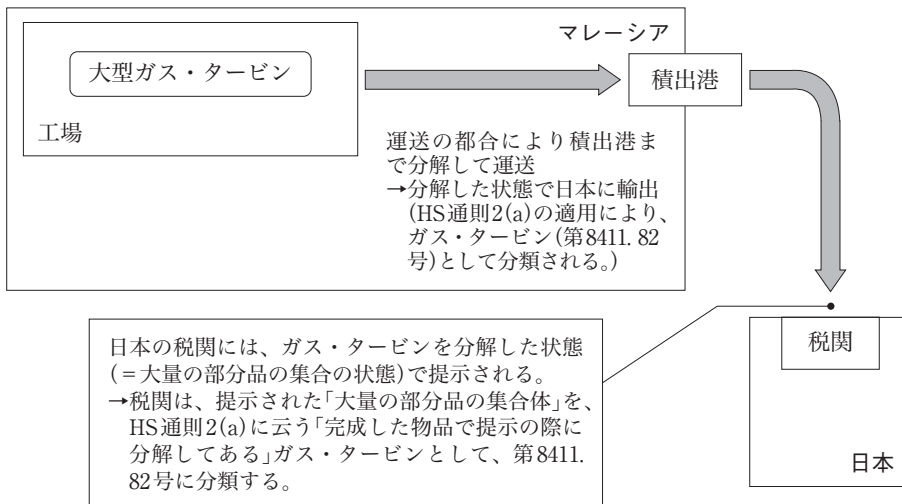 マレーシア
大型ガス・タービン
工場
積出港
運送の都合により積出港ま
で分解して運送
→分解した状態で日本に輸出
(HS通則2(a)の適用により、
ガス・タービン(第8411. 82
号)として分類される。)
日本の税関には、ガス・タービンを分解した状態
(=大量の部分品の集合の状態)で提示される。
→税関は、提示された「大量の部分品の集合体」を、
HS通則2(a)に云う「完成した物品で提示の際に
分解してある」ガス・タービンとして、第8411.
82号に分類する。
税関
日本